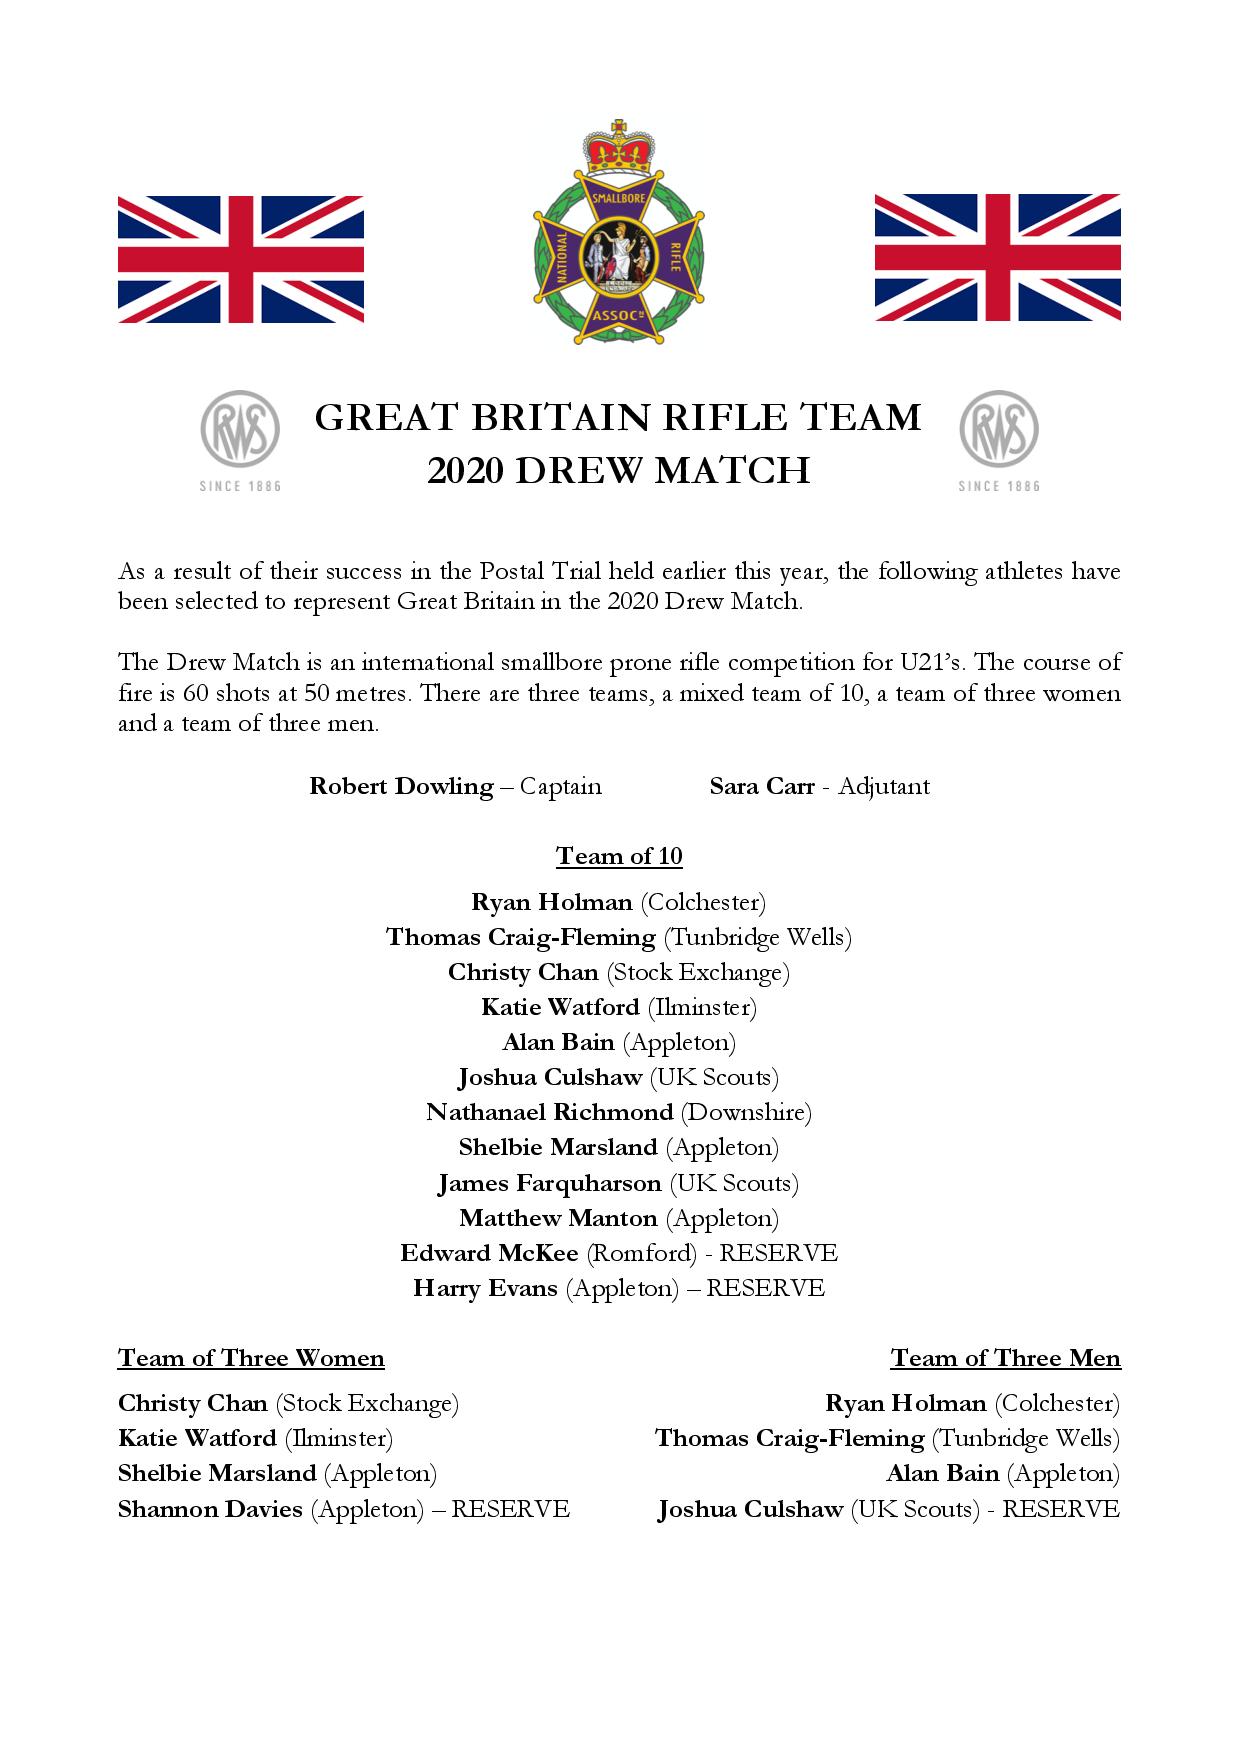 SMALLBORE
NATIONAL
RIFLE
ASSOCN
GREAT BRITAIN RIFLE TEAM
2020 DREW MATCH
RWS
SINCE 1886
RWS
SINCE 1886
As a result of their success in the Postal Trial held earlier this year, the following athletes have
been selected to represent Great Britain in the 2020 Drew Match.
The Drew Match is an international smallbore prone rifle competition for U21’s. The course of
fire is 60 shots at 50 metres. There are three teams, a mixed team of 10, a team of three women
and a team of three men.
Robert Dowling – Captain
Sara Carr - Adjutant
Team of 10
Ryan Holman (Colchester)
Thomas Craig-Fleming (Tunbridge Wells)
Christy Chan (Stock Exchange)
Katie Watford (Ilminster)
Alan Bain (Appleton)
Joshua Culshaw (UK Scouts)
Nathanael Richmond (Downshire)
Shelbie Marsland (Appleton)
James Farquharson (UK Scouts)
Matthew Manton (Appleton)
Edward McKee (Romford) - RESERVE
Harry Evans (Appleton) – RESERVE
Team of Three Women
Christy Chan (Stock Exchange)
Katie Watford (Ilminster)
Shelbie Marsland (Appleton)
Shannon Davies (Appleton) – RESERVE
Team of Three Men
Ryan Holman (Colchester)
Thomas Craig-Fleming (Tunbridge Wells)
Alan Bain (Appleton)
Joshua Culshaw (UK Scouts) - RESERVE